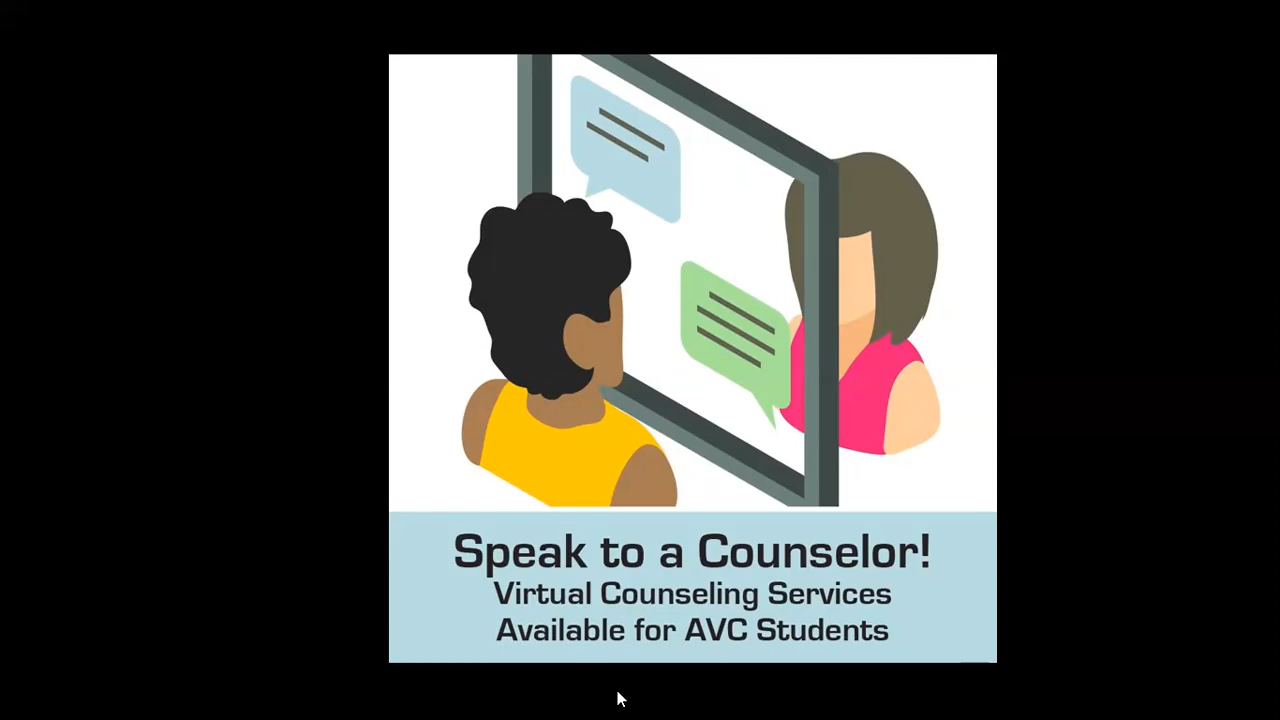 Speak to a Counselor!
Virtual Counseling Services
Available for AVC Students